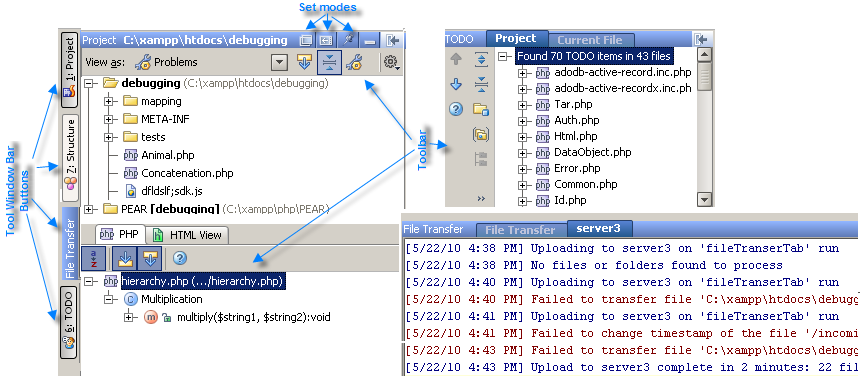 Set modes
Project C:\xampp\htdocs\debugging
View as: Problems
debugging (C:\xampp\htdocs\debugging)
mapping
META-INF
tests
Animal.php
Concatenation.php
dfldslf;sdk.js
PEAR [debugging] (C:\xampp\php\PEAR)
PHP HTML View
hierarchy.php (.../hierarchy.php)
Multiplication
multiply($string1, $string2):void
1: Project
7: Structure
File Transfer
6: TODO
Tool Window Bar
Buttons
Toolbar
TODO Project Current File
Found 70 TODO items in 43 files
adodb-active-record.inc.php
adodb-active-recordx.inc.ph
Tar.php
Auth.php
Html.php
DataObject.php
Error.php
Common.php
Id.php
File Transfer File Transfer server3
[5/22/10 4:38 PM] Uploading to server3 on 'fileTranserTab' run
[5/22/10 4:38 PM] No files or folders found to process
[5/22/10 4:40 PM] Uploading to server3 on 'fileTranserTab' run
[5/22/10 4:40 PM] Failed to transfer file 'C:\xampp\htdocs\debugg
[5/22/10 4:41 PM] Uploading to server3 on 'fileTranserTab' run
[5/22/10 4:41 PM] Failed to change timestamp of the file '/incomi
[5/22/10 4:43 PM] Failed to transfer file 'C:\xampp\htdocs\debugg
[5/22/10 4:43 PM] Upload to server3 complete in 2 minutes: 22 fil